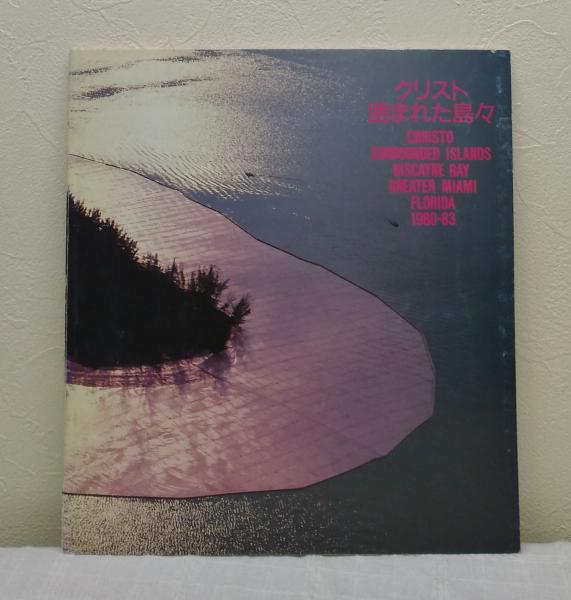 クリスト
囲まれた島々
CHRISTO
SURROUNDED ISLANDS
BISCAYNE BAY
GREATER MIAMI
FLORIDA
1980-83